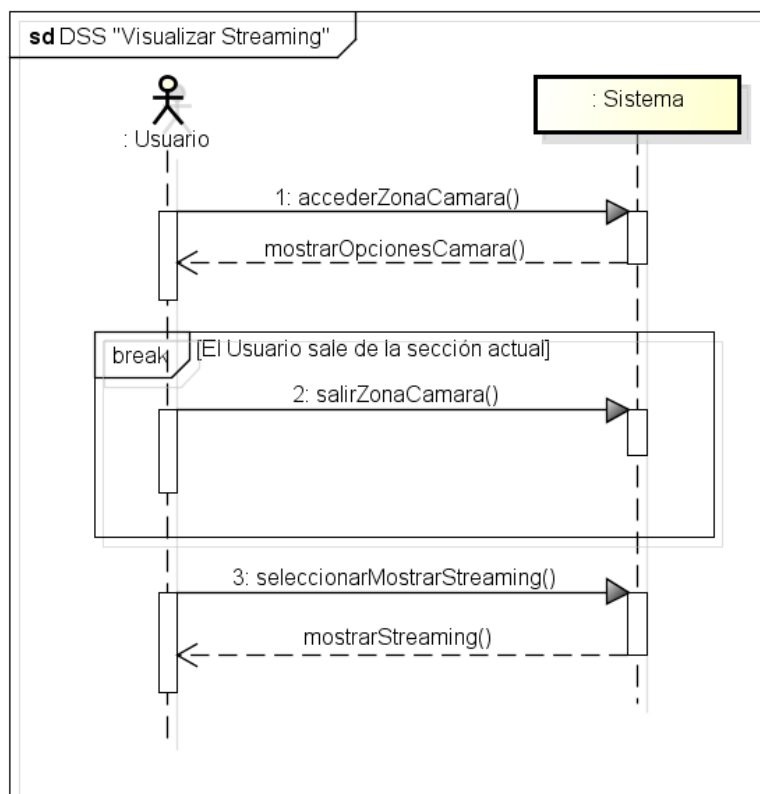 sd DSS "Visualizar Streaming"
: Usuario
: Sistema
1: accederZonaCamara()
mostrarOpcionesCamara()
break
[El Usuario sale de la sección actual]
2: salirZonaCamara()
3: seleccionarMostrarStreaming()
mostrarStreaming()